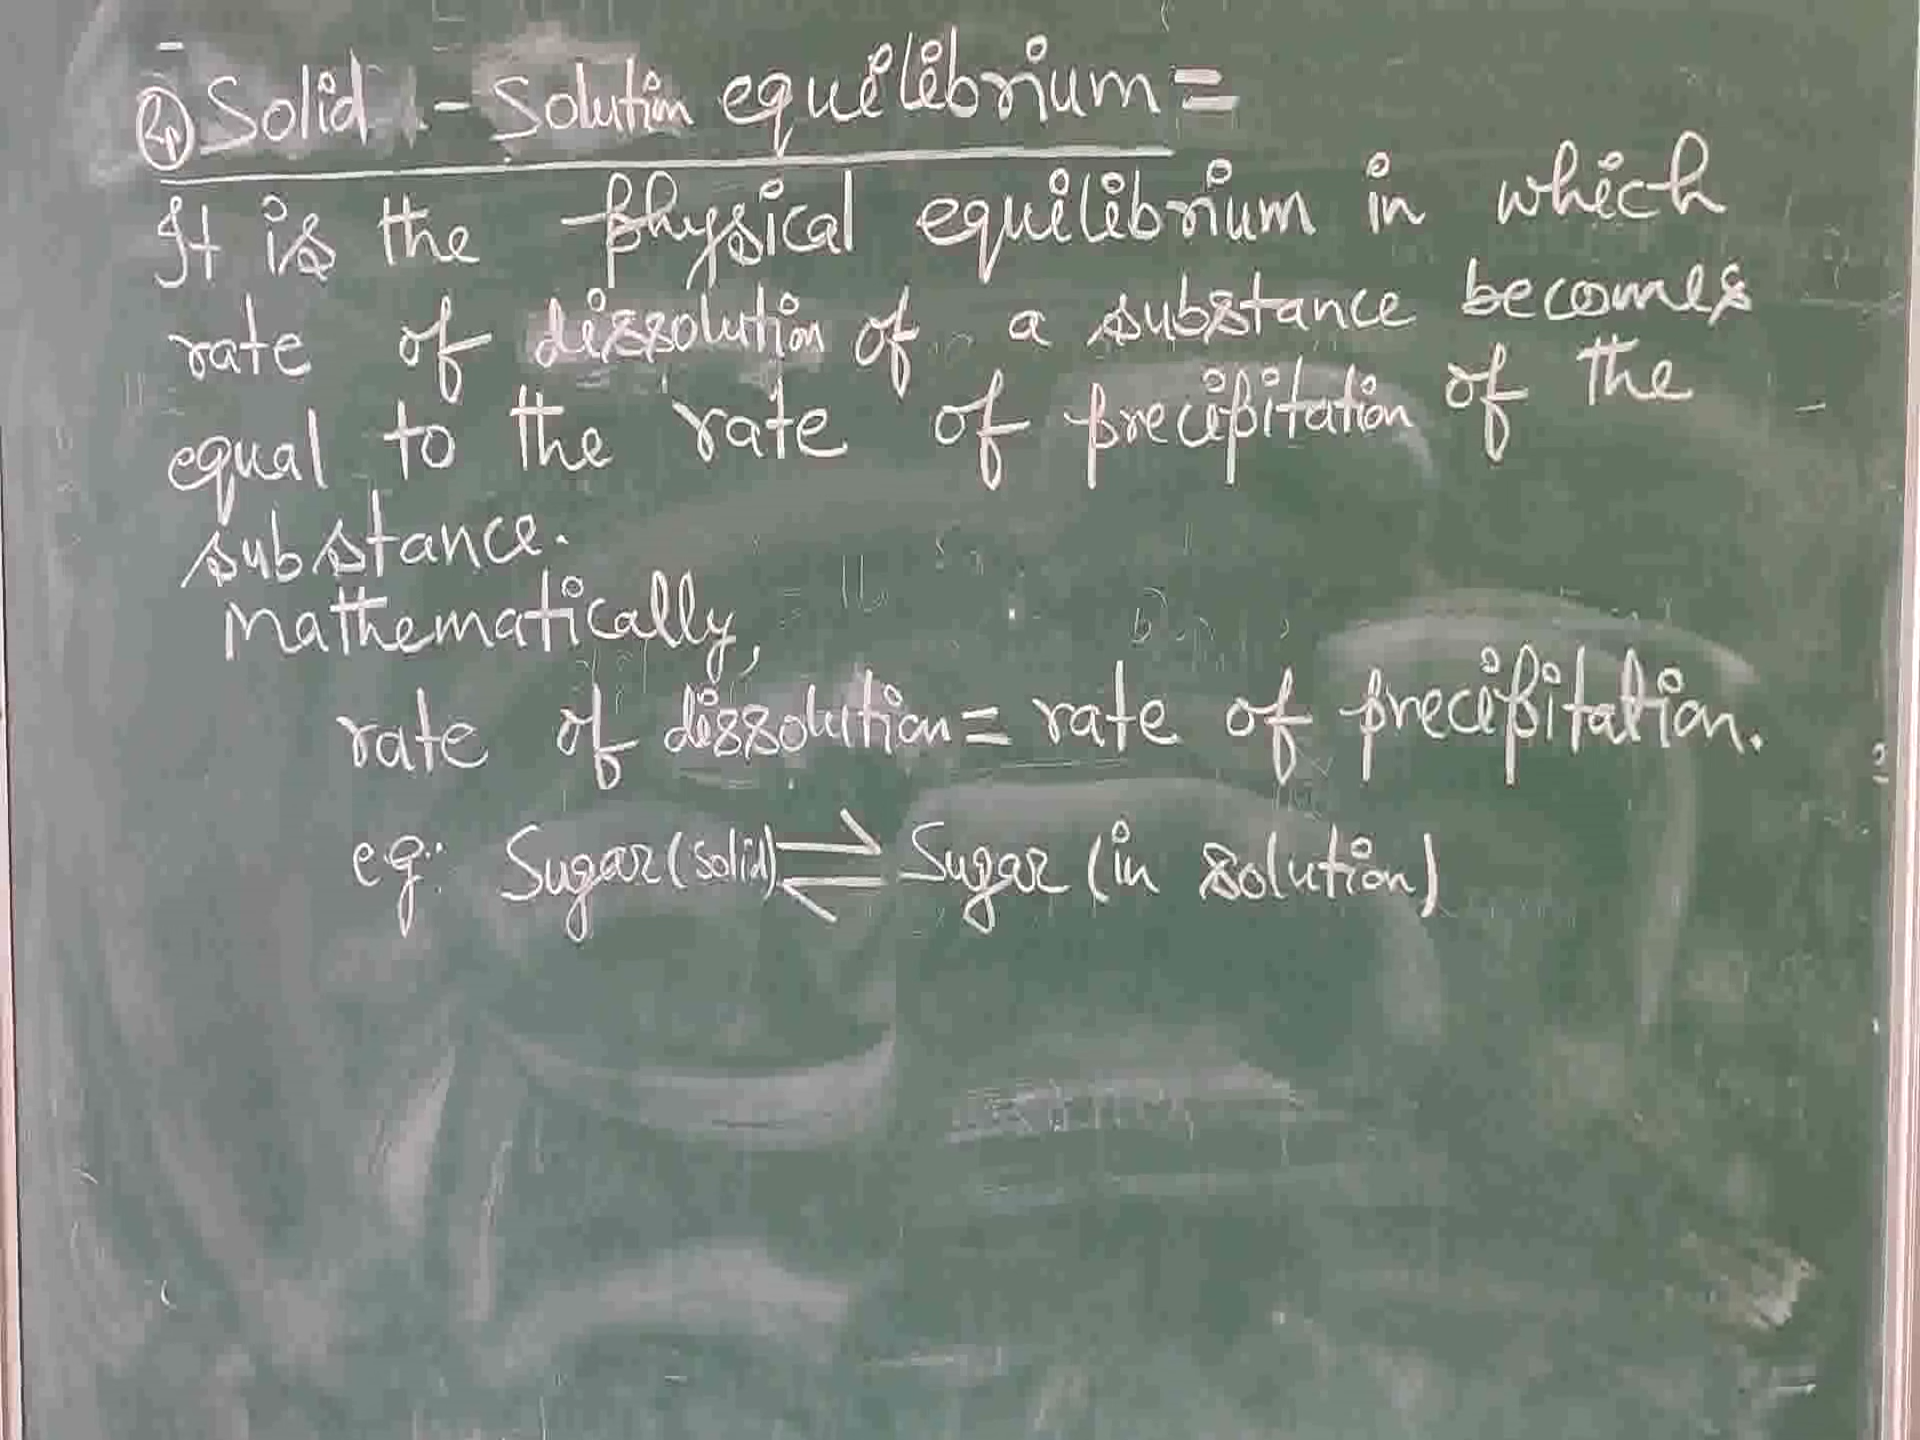 2, Solid - Solution equilibrium =
It is the physical equilibrium in which
rate of dissolution of a substance becomes
equal to the rate of precipitation of the
substance.
Mathematically,
rate of dissolution = rate of precipitation.
eg: Sugar (solid) ⇌ Sugar (in solution)